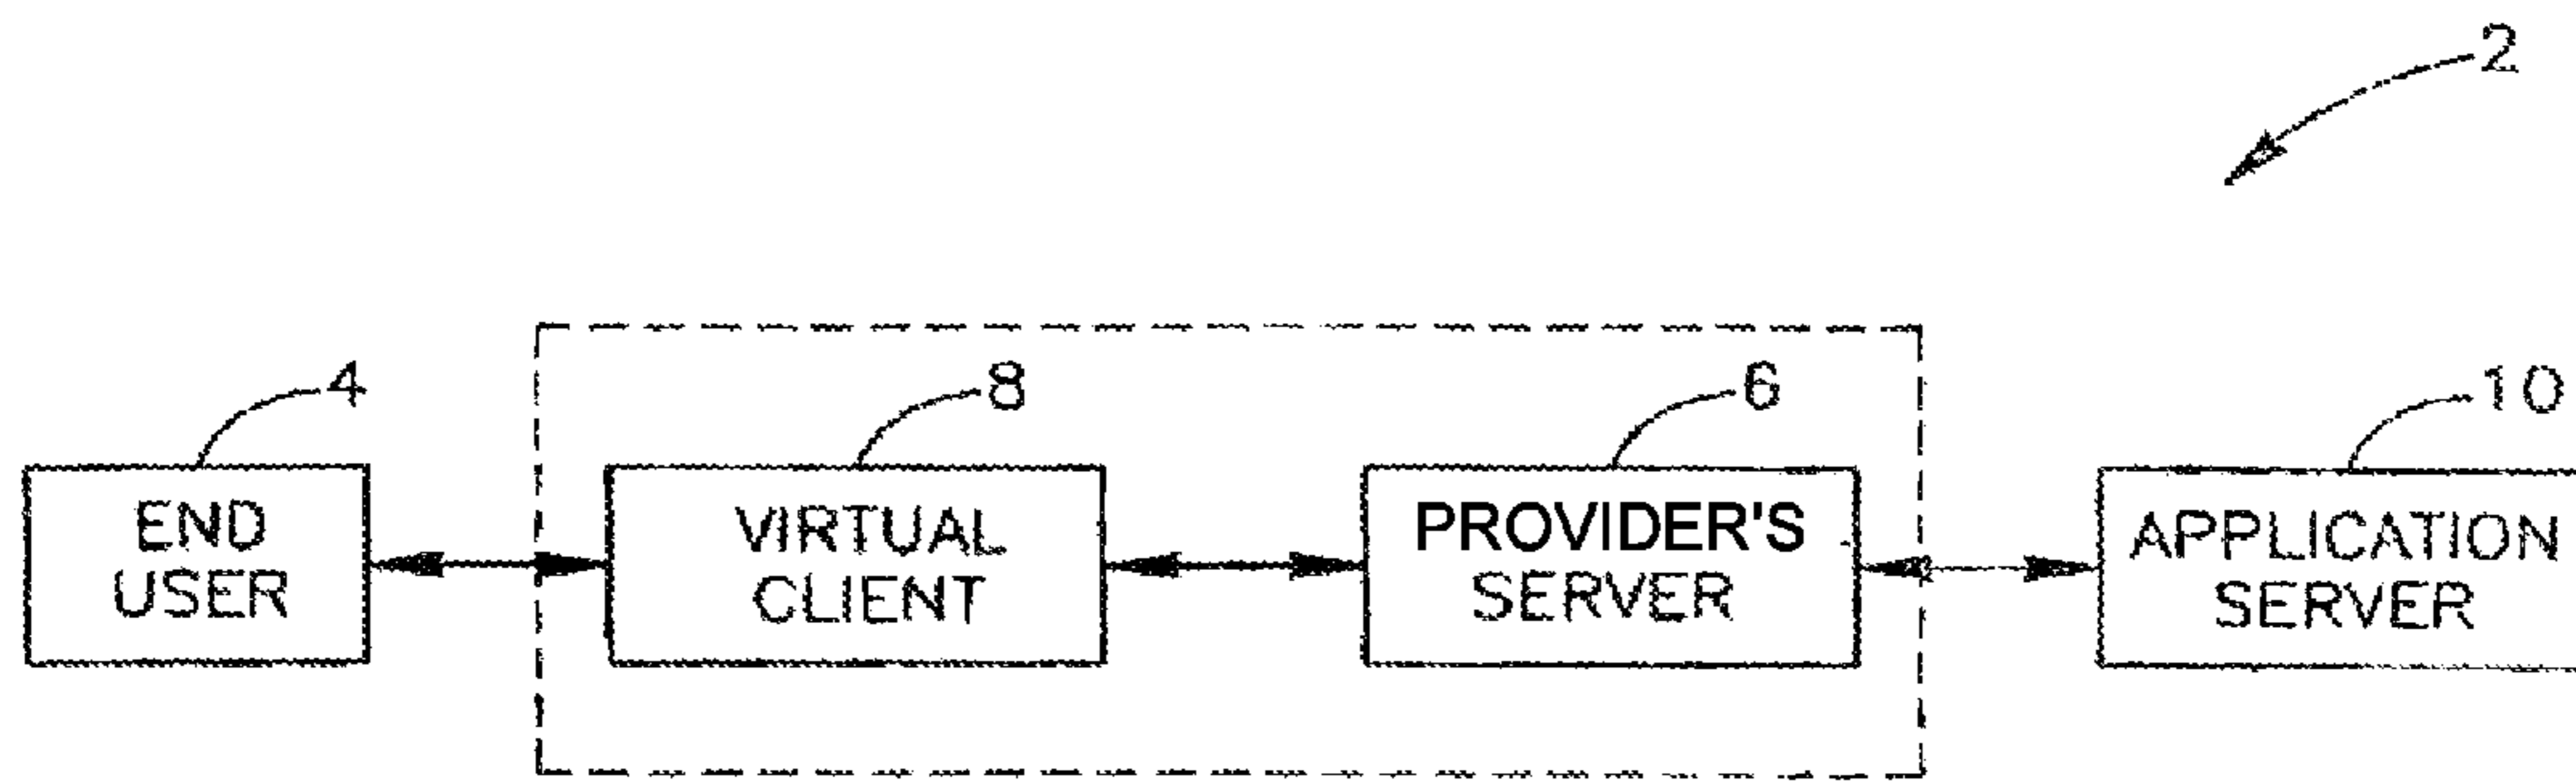 2
4
8
6
10
END
USER
VIRTUAL
CLIENT
PROVIDER'S
SERVER
APPLICATION
SERVER